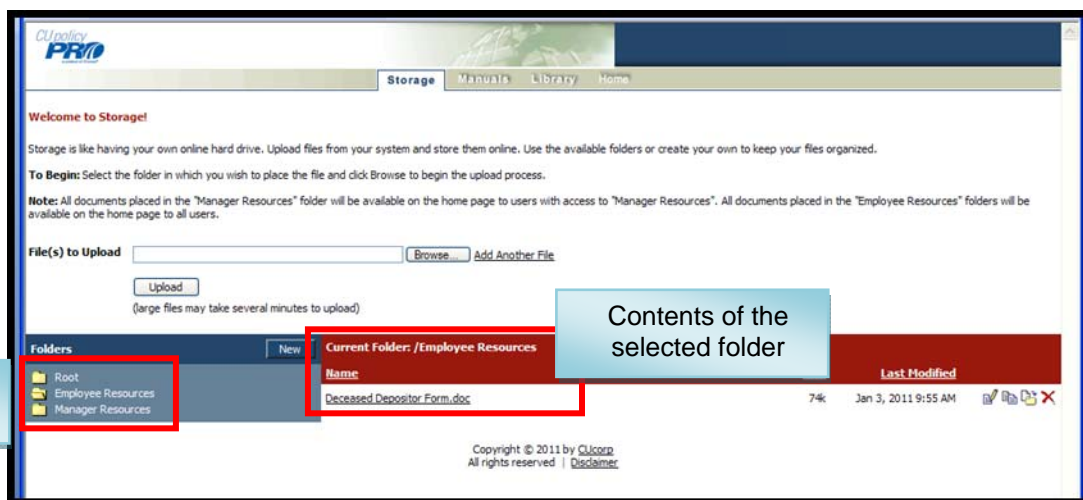 CU policy
PRO
Storage Manuals Library Home
Welcome to Storage!
Storage is like having your own online hard drive. Upload files from your system and store them online. Use the available folders or create your own to keep your files organized.
To Begin: Select the folder in which you wish to place the file and click Browse to begin the upload process.
Note: All documents placed in the "Manager Resources" folder will be available on the home page to users with access to "Manager Resources". All documents placed in the "Employee Resources" folders will be
available on the home page to all users.
File(s) to Upload Browse... Add Another File
Upload
(large files may take several minutes to upload)
Contents of the
selected folder
Folders New
Root
Employee Resources
Manager Resources
Current Folder: /Employee Resources
Name Last Modified
Deceased Depositor Form.doc 74k Jan 3, 2011 9:55 AM
Copyright © 2011 by CUcorp
All rights reserved | Disclaimer